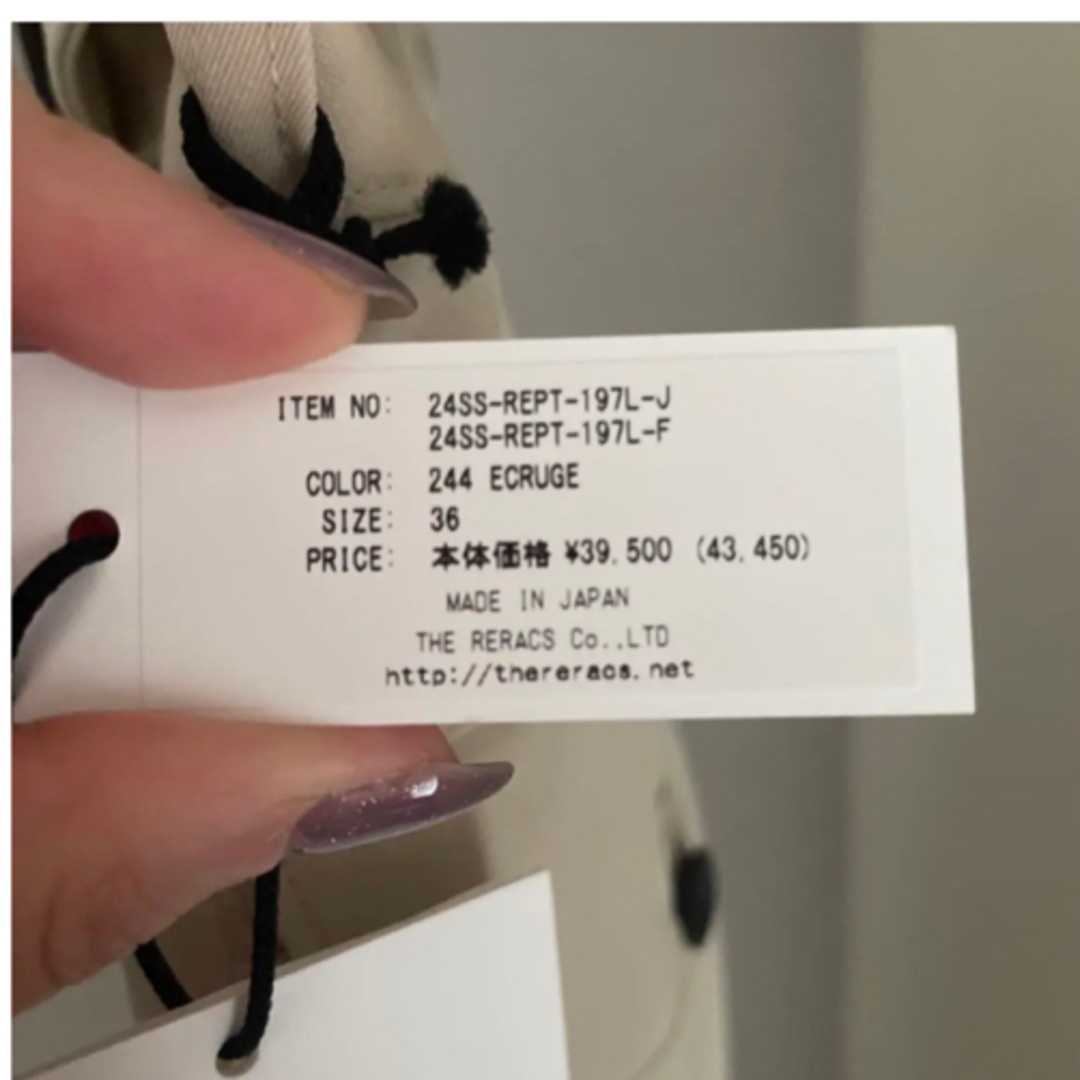 ITEM NO: 24SS-REPT-197L-J
24SS-REPT-197L-F
COLOR: 244 ECRUGE
SIZE: 36
PRICE: 本体価格 ¥39,500 (43,450)
MADE IN JAPAN
THE RERACS Co.,LTD
http://thereracs.net